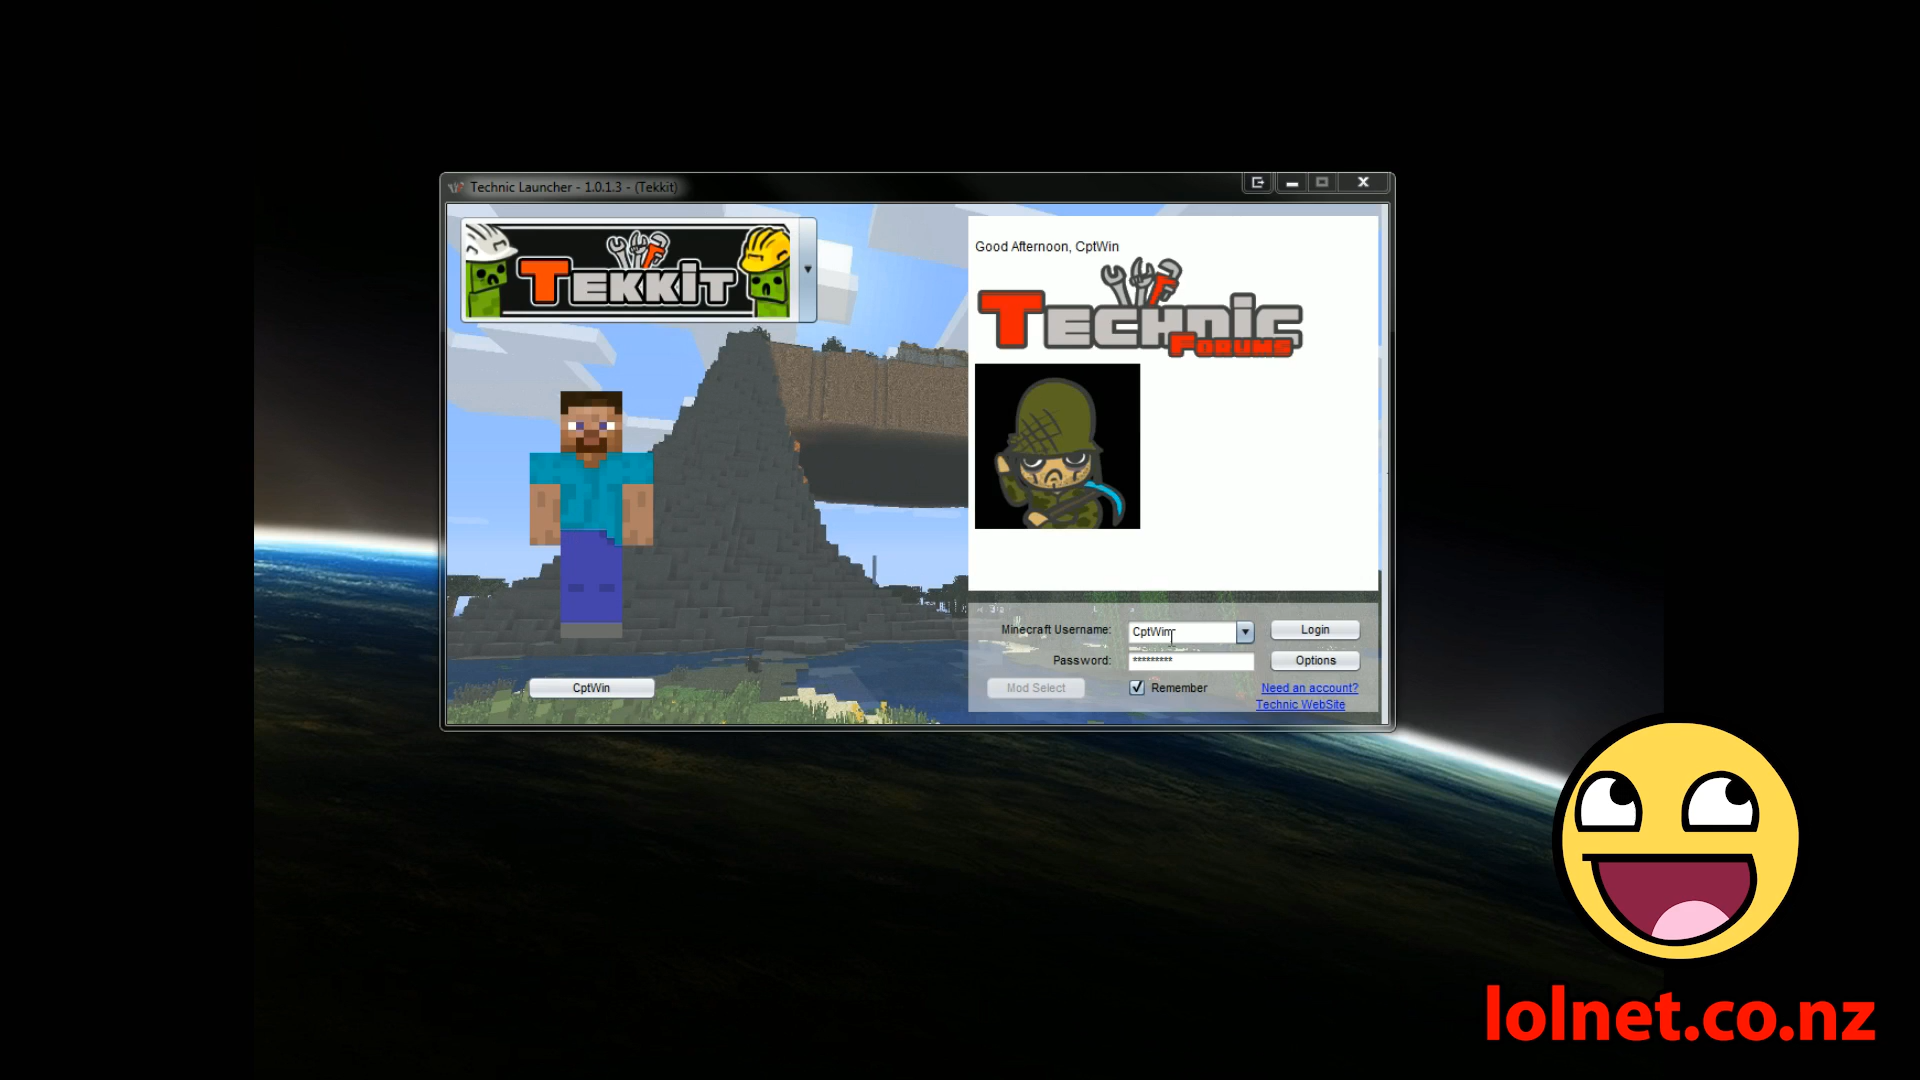 Technic Launcher - 1.0.1.3 - (Tekkit)
TEKKIT
Good Afternoon, CptWin
TECHNIC
FORUMS
Minecraft Username:
CptWin
Login
Password:
*********
Options
Mod Select
Remember
Need an account?
Technic WebSite
CptWin
lolnet.co.nz